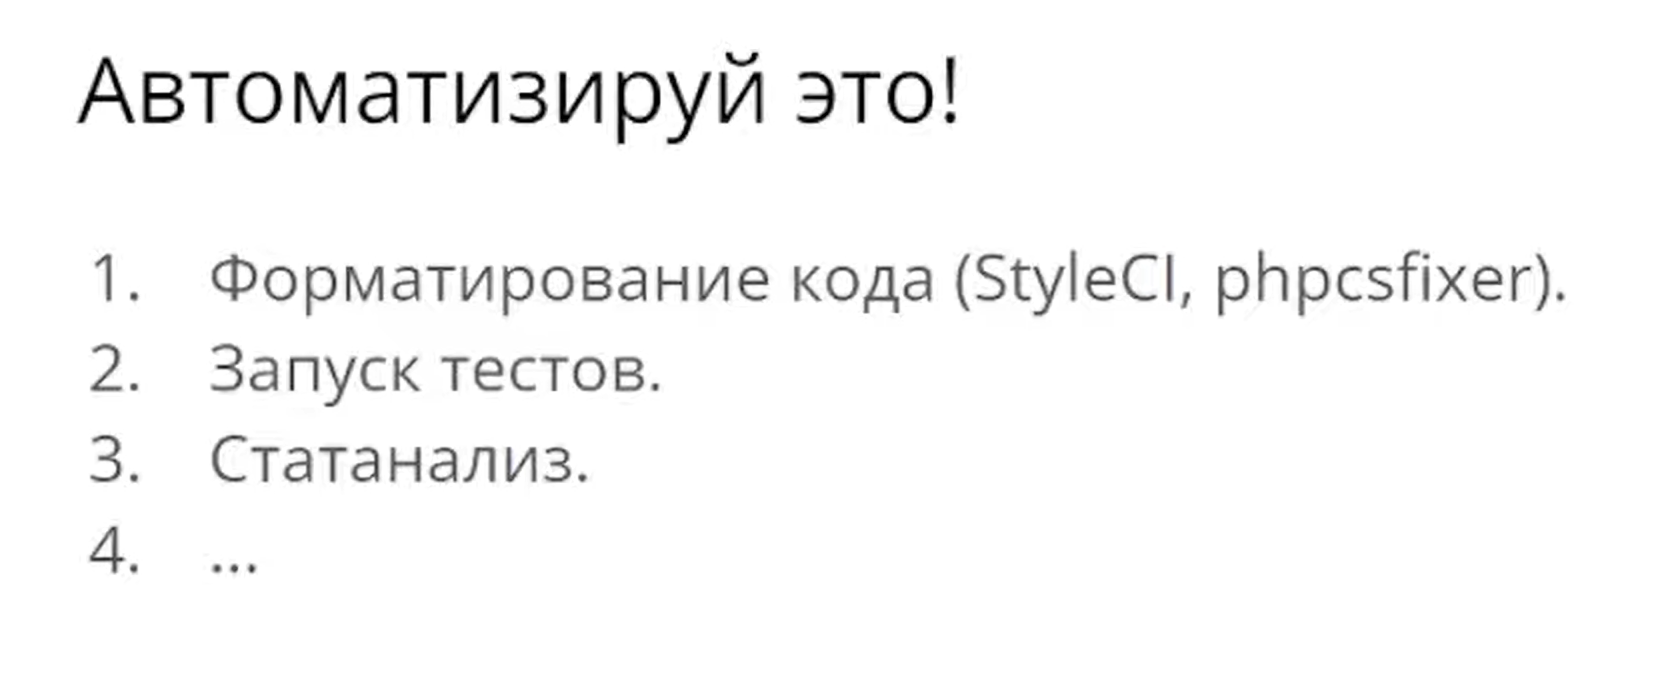 Автоматизируй это!
1. Форматирование кода (StyleCI, phpcsfixer).
2. Запуск тестов.
3. Статанализ.
4. ...